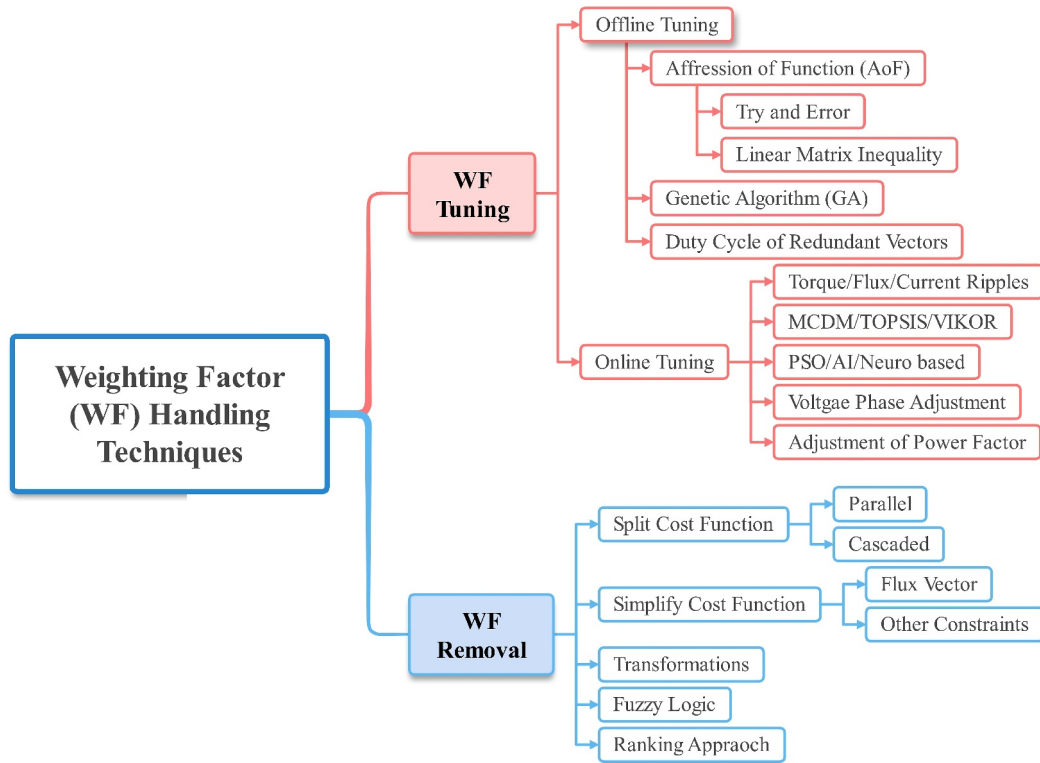 Weighting Factor
(WF) Handling
Techniques
WF
Tuning
Offline Tuning
Affression of Function (AoF)
Try and Error
Linear Matrix Inequality
Genetic Algorithm (GA)
Duty Cycle of Redundant Vectors
Online Tuning
Torque/Flux/Current Ripples
MCDM/TOPSIS/VIKOR
PSO/AI/Neuro based
Voltgae Phase Adjustment
Adjustment of Power Factor
WF
Removal
Split Cost Function
Parallel
Cascaded
Simplify Cost Function
Flux Vector
Other Constraints
Transformations
Fuzzy Logic
Ranking Appraoch